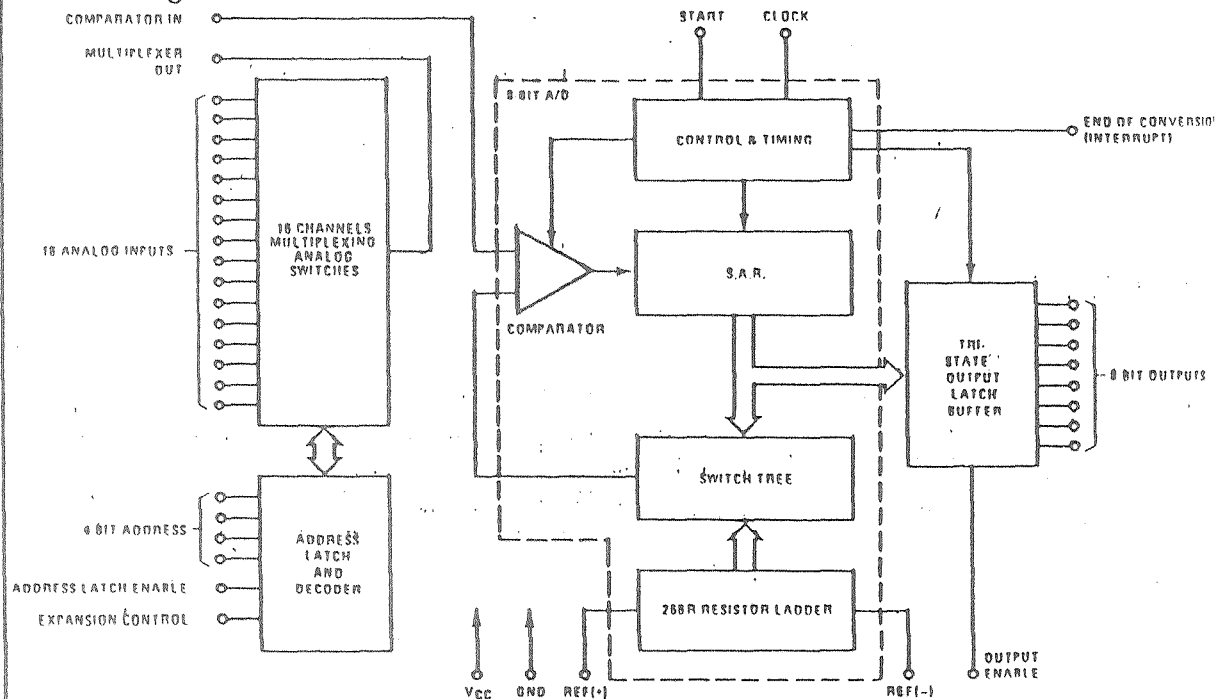 COMPARATOR IN
MULTIPLEXER
OUT
START
CLOCK
8 BIT A/D
CONTROL & TIMING
END OF CONVERSION
(INTERRUPT)
16 ANALOG INPUTS
16 CHANNELS
MULTIPLEXING
ANALOG
SWITCHES
S.A.R.
COMPARATOR
TRI-
STATE
OUTPUT
LATCH
BUFFER
8 BIT OUTPUTS
SWITCH TREE
4 BIT ADDRESS
ADDRESS
LATCH
AND
DECODER
ADDRESS LATCH ENABLE
EXPANSION CONTROL
256R RESISTOR LADDER
VCC
GND
REF(+)
REF(−)
OUTPUT
ENABLE